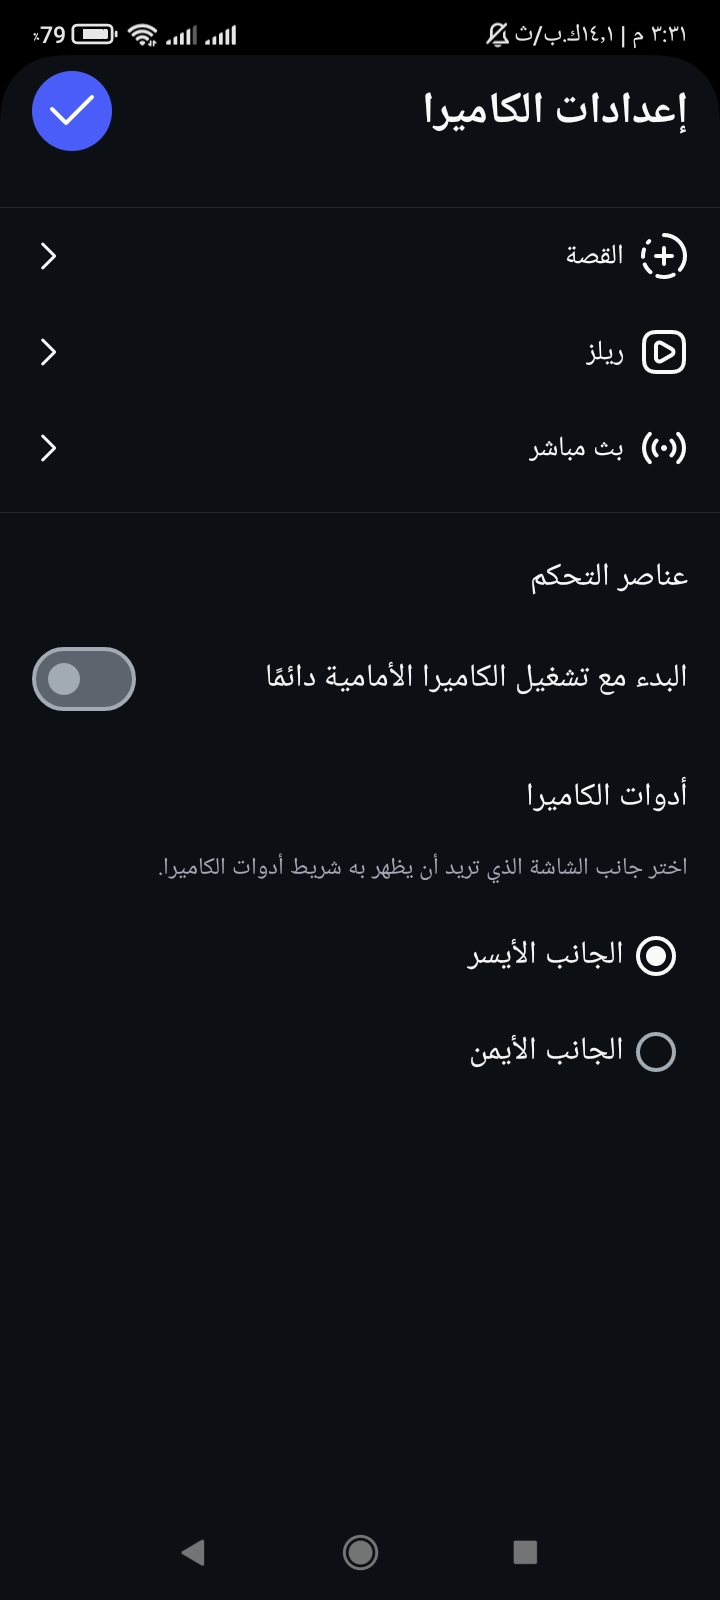 ٣:٣١ م | ١٤,١ك.ب/ث
79٪
إعدادات الكاميرا
القصة
ريلز
بث مباشر
عناصر التحكم
البدء مع تشغيل الكاميرا الأمامية دائمًا
أدوات الكاميرا
اختر جانب الشاشة الذي تريد أن يظهر به شريط أدوات الكاميرا.
الجانب الأيسر
الجانب الأيمن